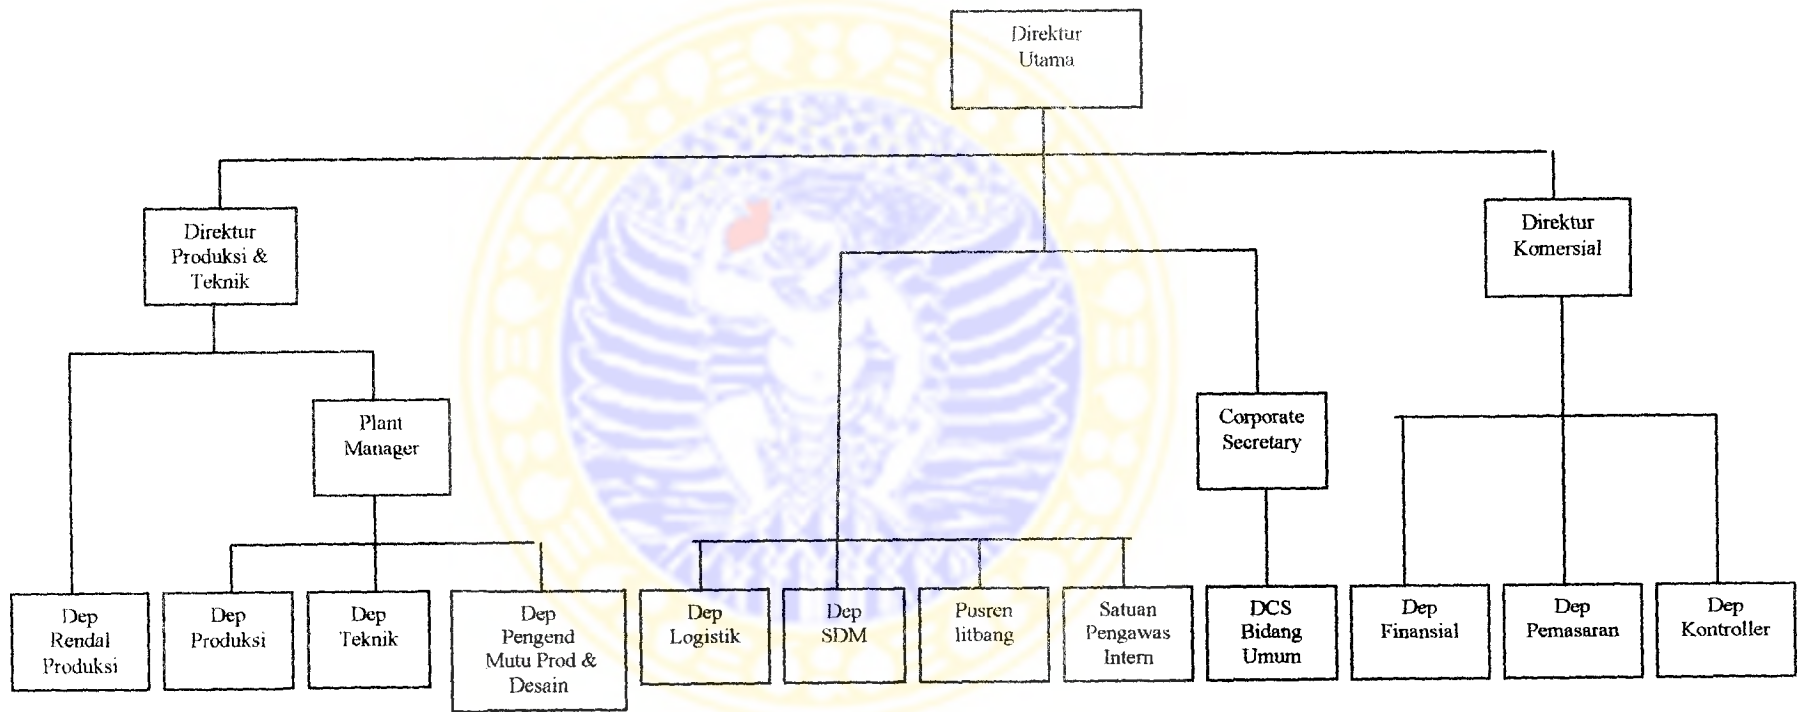 Direktur
Utama
Direktur
Produksi &
Teknik
Direktur
Komersial
Plant
Manager
Corporate
Secretary
Dep
Rendal
Produksi
Dep
Produksi
Dep
Teknik
Dep
Pengend
Mutu Prod &
Desain
Dep
Logistik
Dep
SDM
Pusren
litbang
Satuan
Pengawas
Intern
DCS
Bidang
Umum
Dep
Finansial
Dep
Pemasaran
Dep
Kontroller